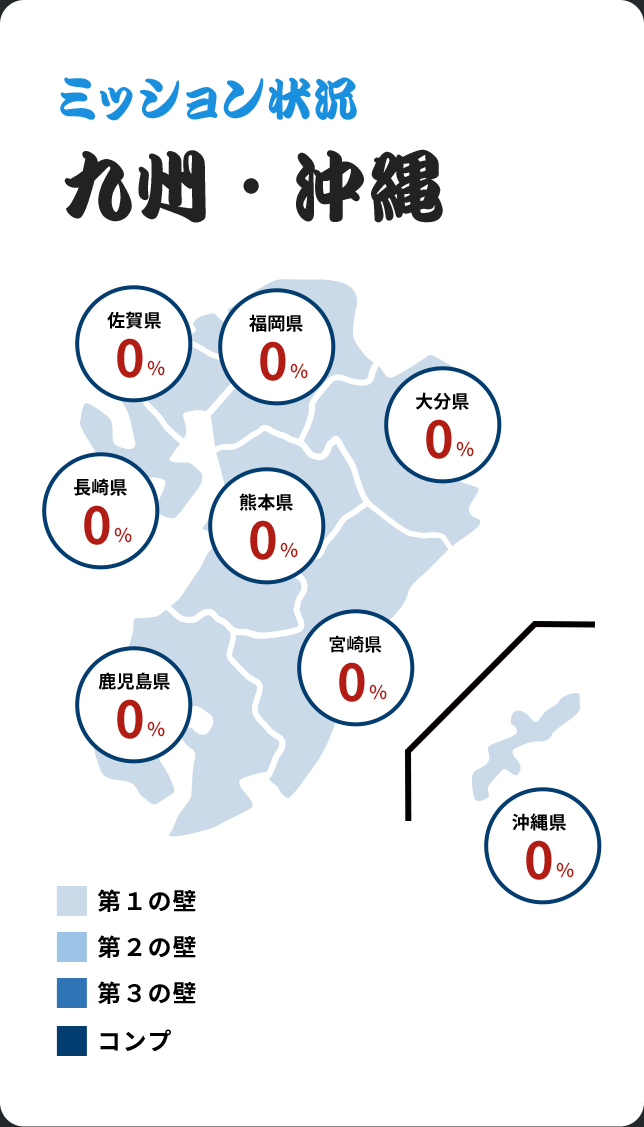 ミッション状況
九州・沖縄
佐賀県
0%
福岡県
0%
大分県
0%
長崎県
0%
熊本県
0%
宮崎県
0%
鹿児島県
0%
沖縄県
0%
第１の壁
第２の壁
第３の壁
コンプ